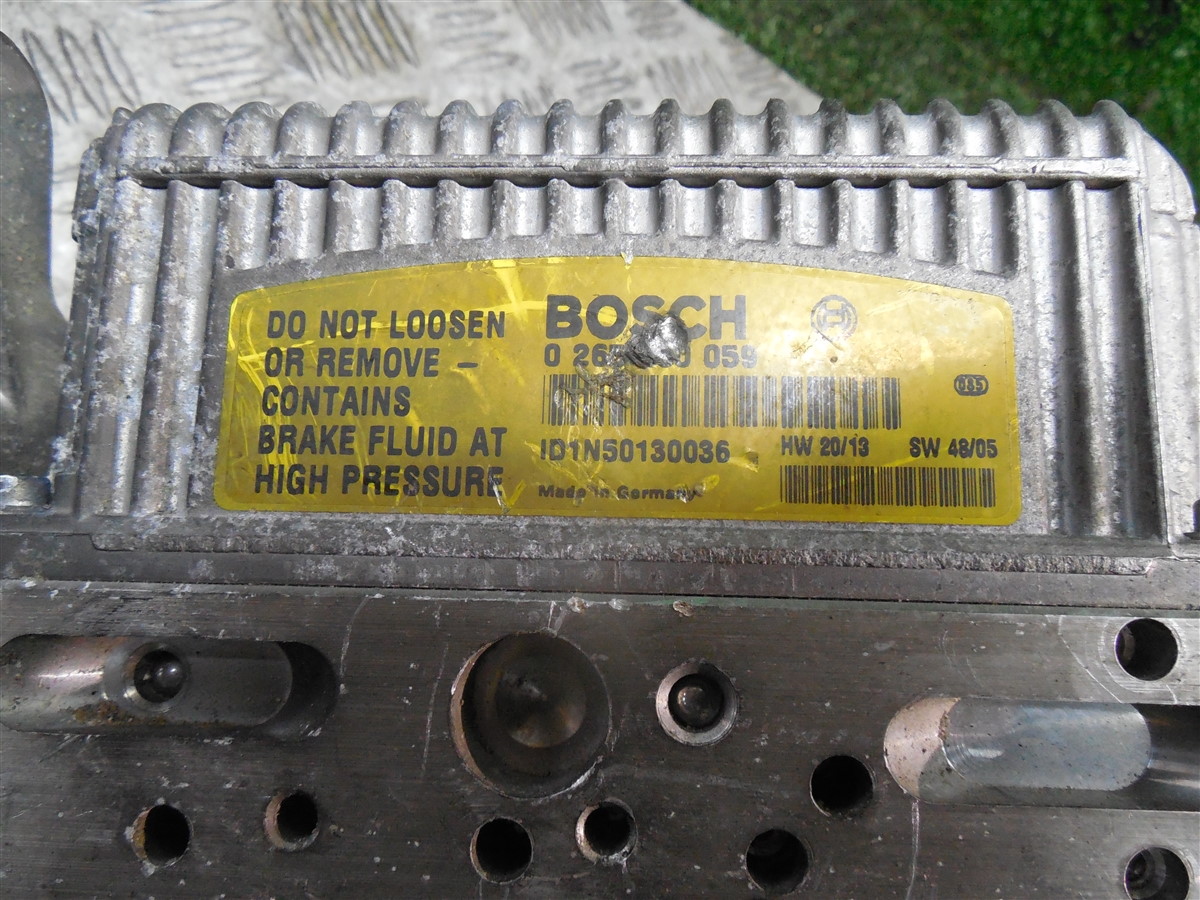 DO NOT LOOSEN
OR REMOVE –
CONTAINS
BRAKE FLUID AT
HIGH PRESSURE
BOSCH
0 059
085
ID1N50130036
HW 20/13 SW 48/05
Made in Germany